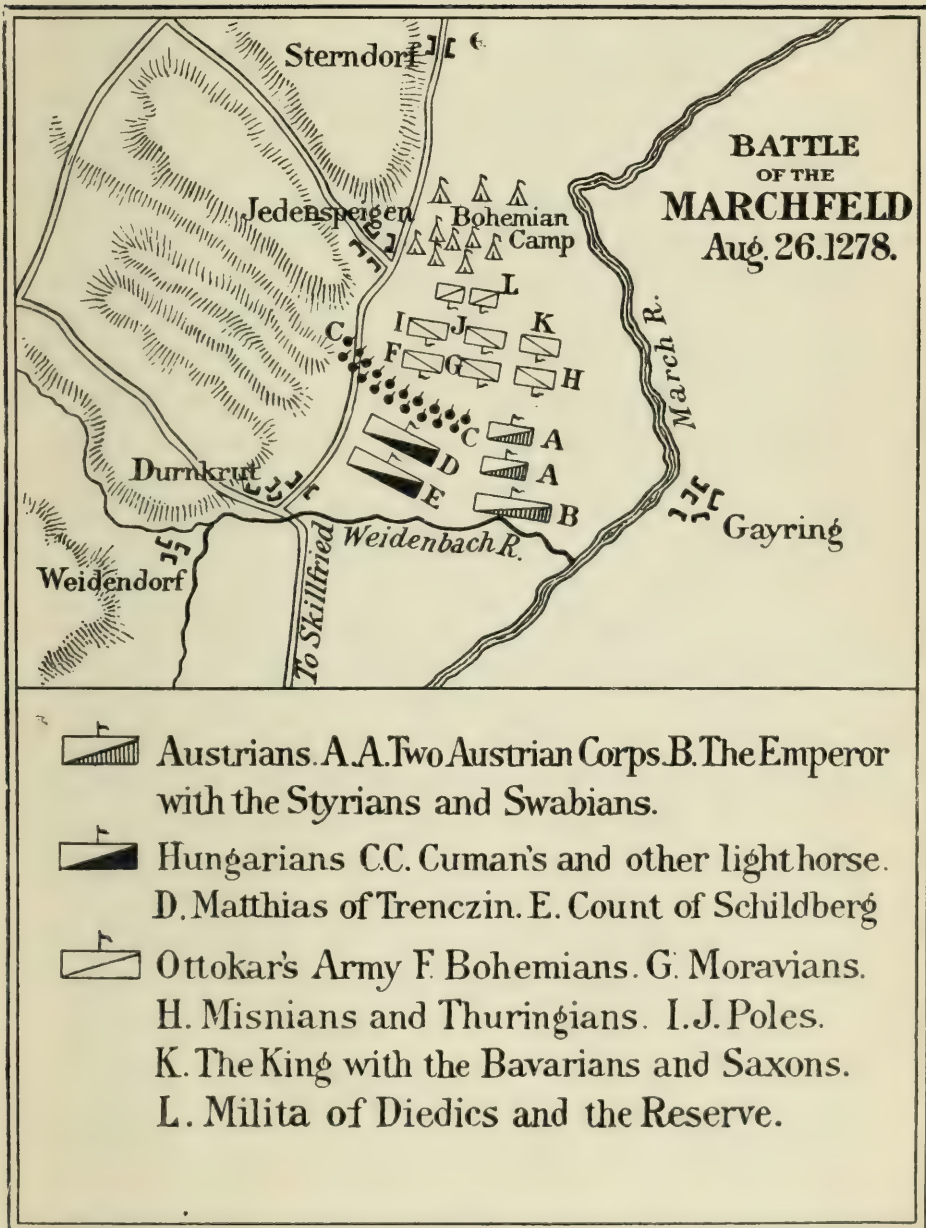 Sterndorf
BATTLE
OF THE
MARCHFELD
Aug. 26. 1278.
Jedenspeigen
Bohemian
Camp
L
I
J
K
C
F
G
H
March R.
C
A
D
A
E
B
Durnkrut
Gayring
Weidenbach R.
Weidendorf
To Skillfried
Austrians. A.A. Two Austrian Corps. B. The Emperor
with the Styrians and Swabians.
Hungarians C.C. Cuman's and other light horse.
D. Matthias of Trenczin. E. Count of Schildberg
Ottokar's Army F. Bohemians. G. Moravians.
H. Misnians and Thuringians. I.J. Poles.
K. The King with the Bavarians and Saxons.
L. Milita of Diedics and the Reserve.